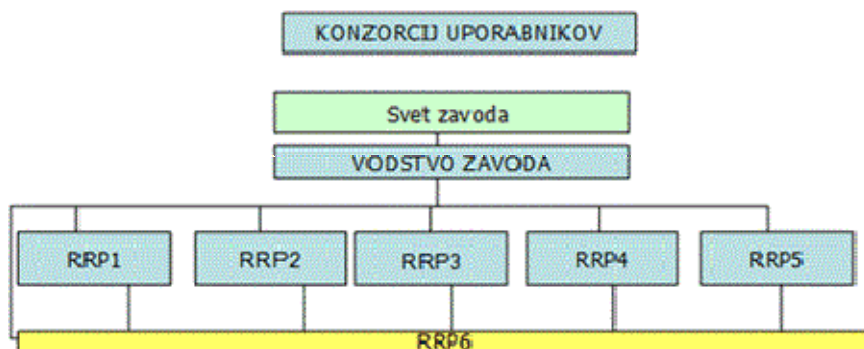 KONZORCIJ UPORABNIKOV
Svet zavoda
VODSTVO ZAVODA
RRP1
RRP2
RRP3
RRP4
RRP5
RRP6